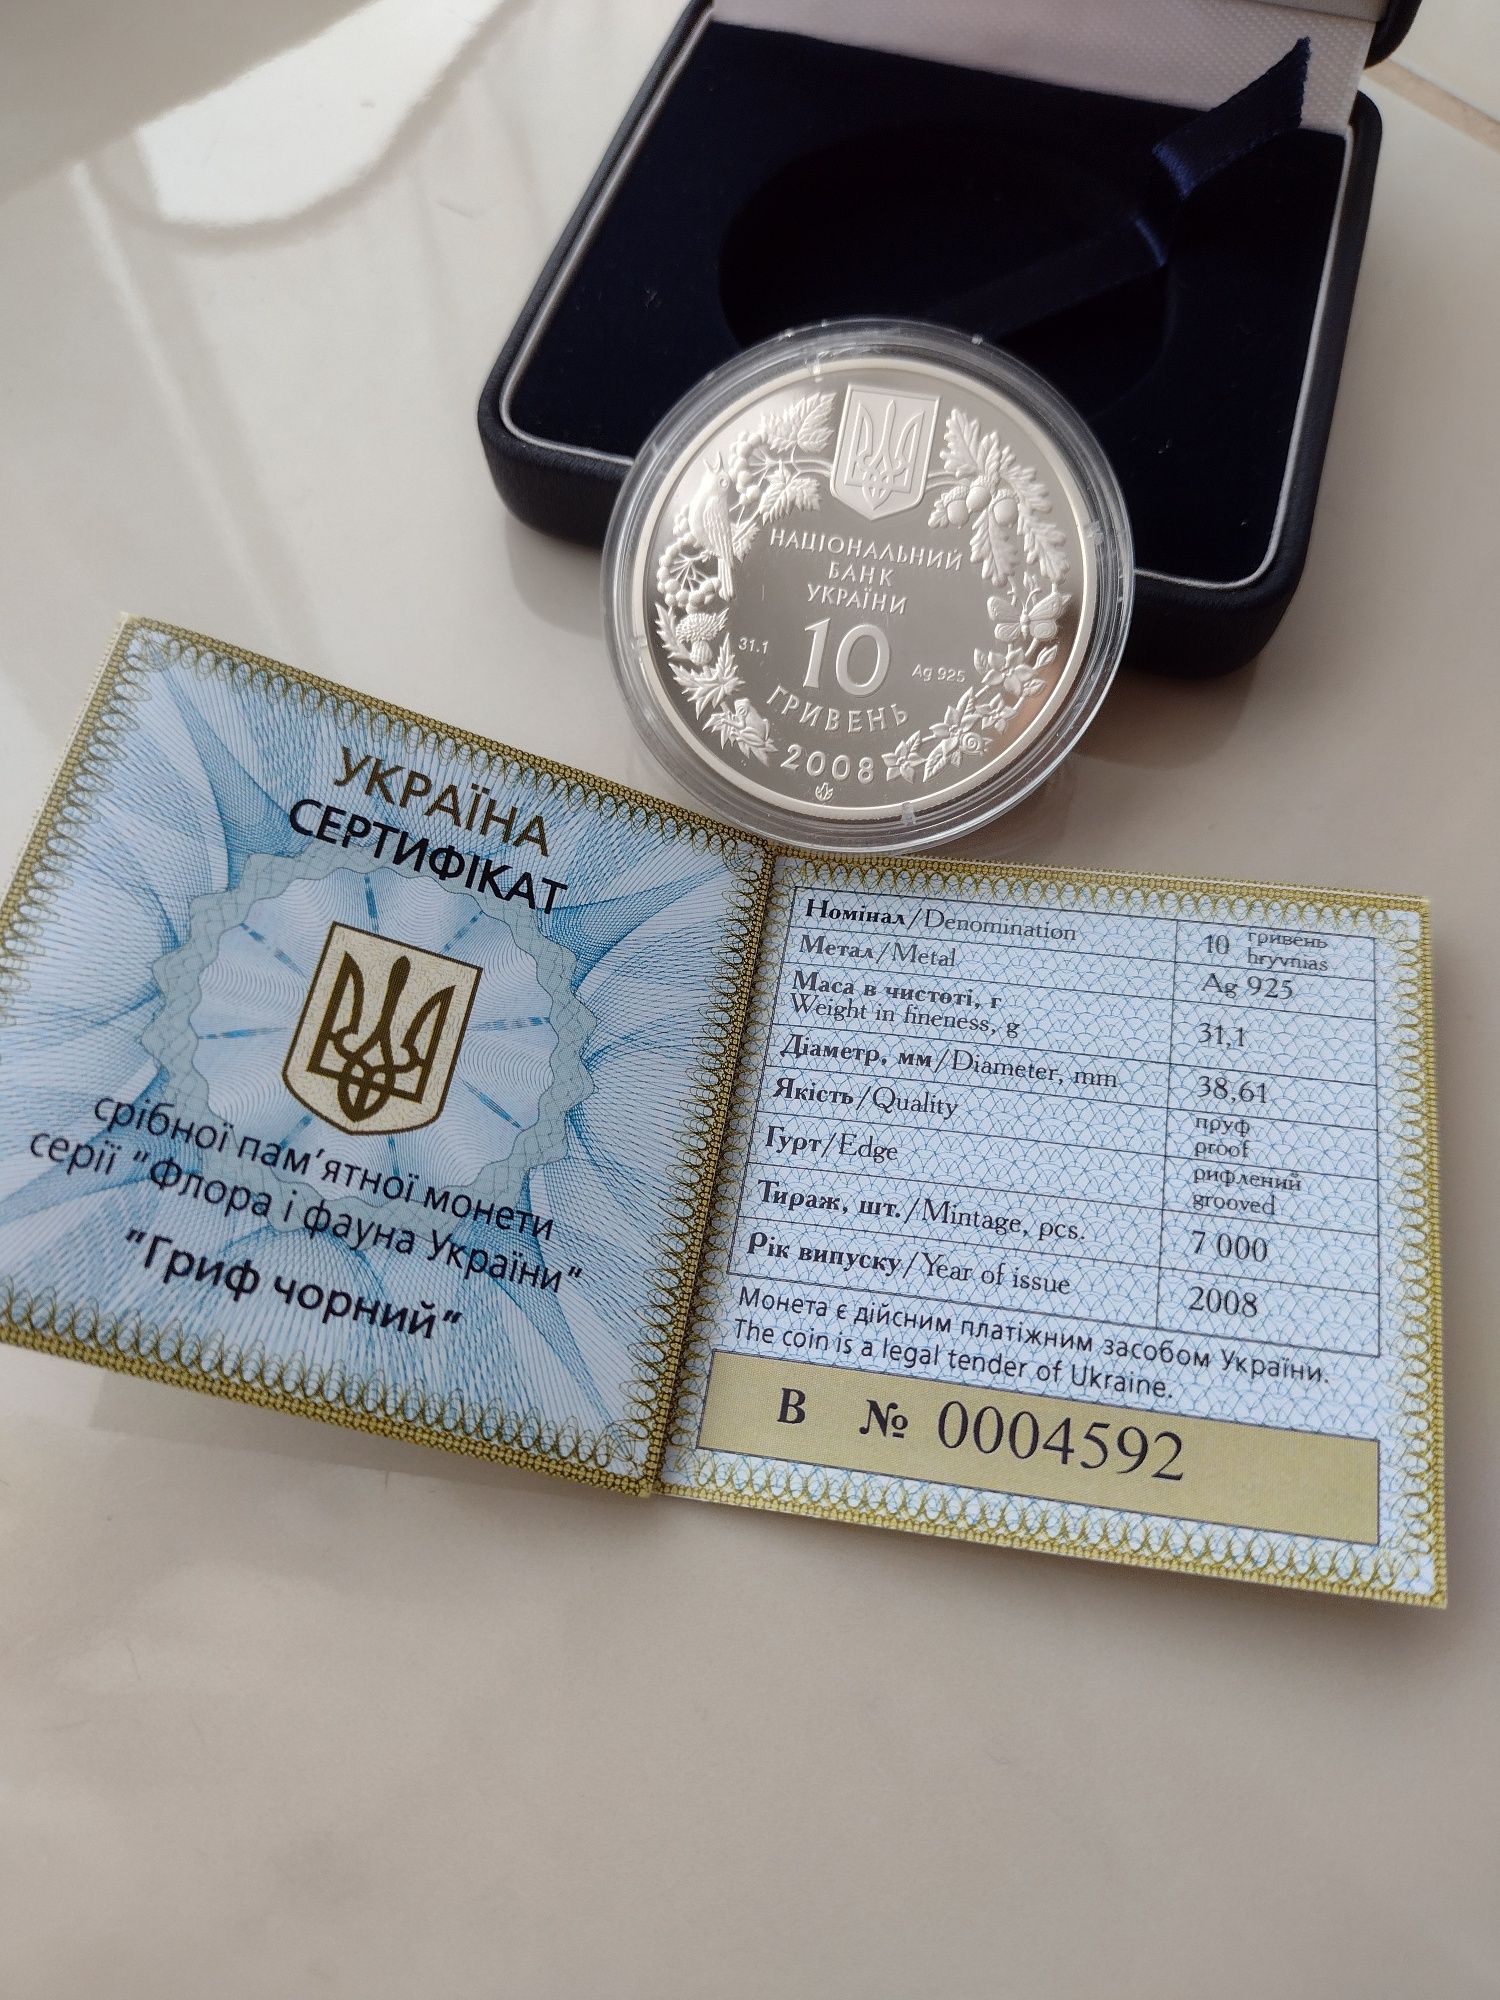 НАЦІОНАЛЬНИЙ
БАНК
УКРАЇНИ
31.1
10
Ag 925
ГРИВЕНЬ
2008
УКРАЇНА
СЕРТИФІКАТ
срібної пам’ятної монети
серії “Флора і фауна України”
“Гриф чорний”
Номінал/Denomination 10 гривень hryvnias
Метал/Metal Ag 925
Маса в чистоті, г
Weight in fineness, g 31,1
Діаметр, мм/Diameter, mm 38,61
Якість/Quality пруф proof
Гурт/Edge рифлений grooved
Тираж, шт./Mintage, pcs. 7 000
Рік випуску/Year of issue 2008
Монета є дійсним платіжним засобом України.
The coin is a legal tender of Ukraine.
В № 0004592